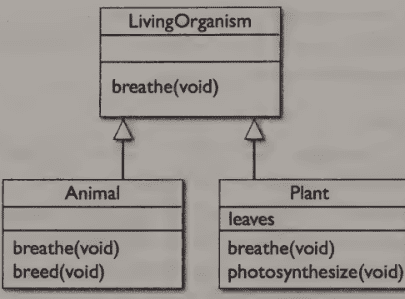 LivingOrganism
breathe(void)
Animal
breathe(void)
breed(void)
Plant
leaves
breathe(void)
photosynthesize(void)